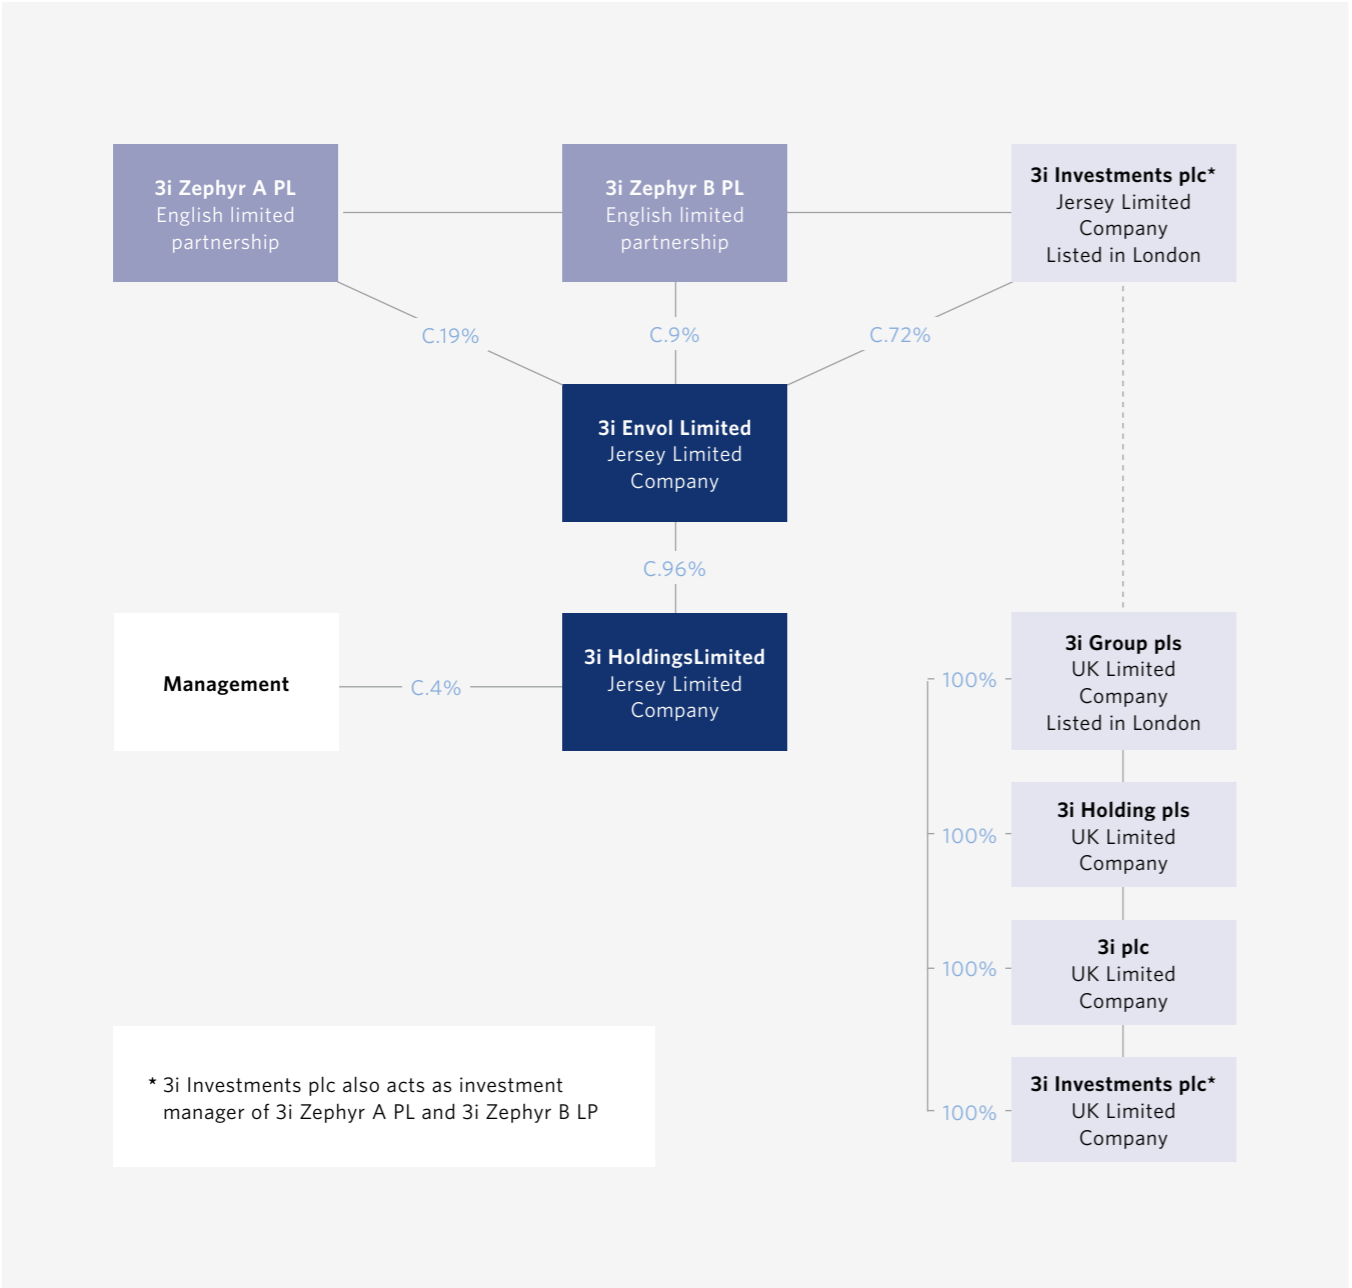 3i Zephyr A PL
English limited
partnership
3i Zephyr B PL
English limited
partnership
3i Investments plc*
Jersey Limited
Company
Listed in London
C.19%
C.9%
C.72%
3i Envol Limited
Jersey Limited
Company
C.96%
Management
C.4%
3i HoldingsLimited
Jersey Limited
Company
100%
3i Group pls
UK Limited
Company
Listed in London
100%
3i Holding pls
UK Limited
Company
100%
3i plc
UK Limited
Company
100%
3i Investments plc*
UK Limited
Company
* 3i Investments plc also acts as investment
manager of 3i Zephyr A PL and 3i Zephyr B LP